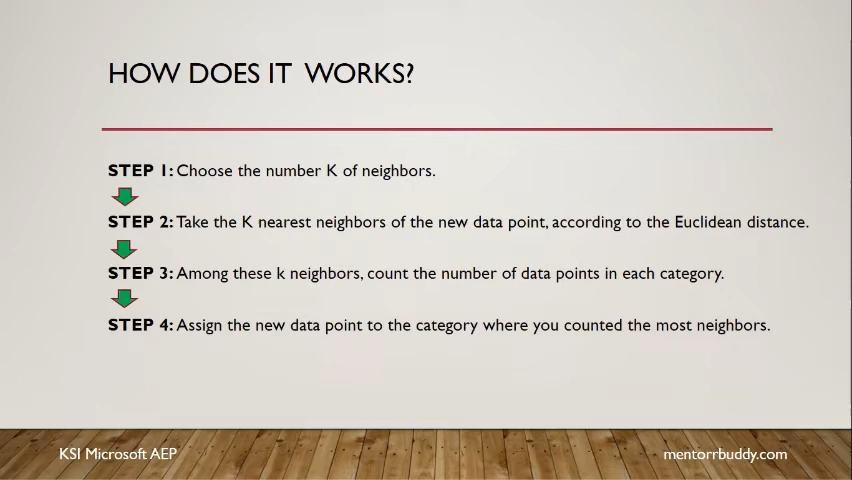 HOW DOES IT WORKS?
STEP 1: Choose the number K of neighbors.
STEP 2: Take the K nearest neighbors of the new data point, according to the Euclidean distance.
STEP 3: Among these k neighbors, count the number of data points in each category.
STEP 4: Assign the new data point to the category where you counted the most neighbors.
KSI Microsoft AEP
mentorrbuddy.com